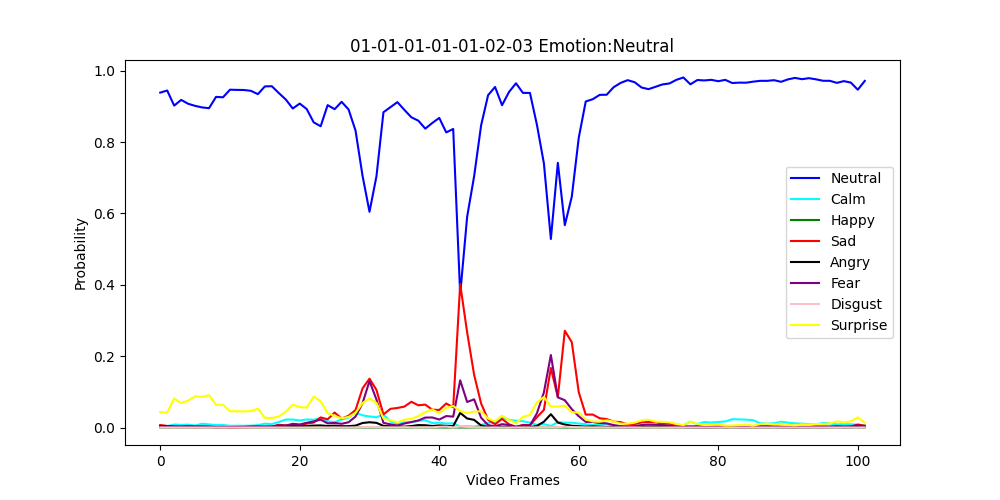 01-01-01-01-01-02-03 Emotion:Neutral
1.0
0.8
0.6
0.4
0.2
0.0
Probability
Neutral
Calm
Happy
Sad
Angry
Fear
Disgust
Surprise
0 20 40 60 80 100
Video Frames